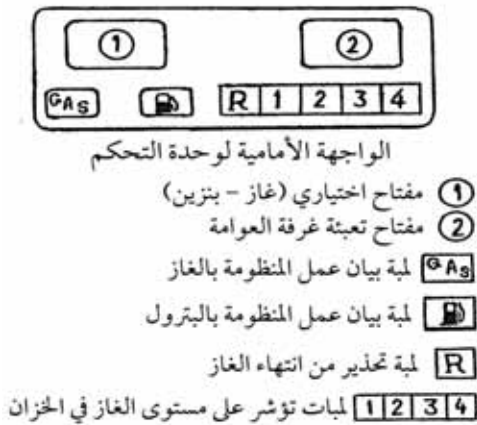 ① ②
GAS R 1 2 3 4
الواجهة الأمامية لوحدة التحكم
① مفتاح اختياري (غاز – بنزين)
② مفتاح تعبئة غرفة العوامة
GAS لمبة بيان عمل المنظومة بالغاز
لمبة بيان عمل المنظومة بالبترول
R لمبة تحذير من انتهاء الغاز
1 2 3 4 لمبات تؤشر على مستوى الغاز في الخزان